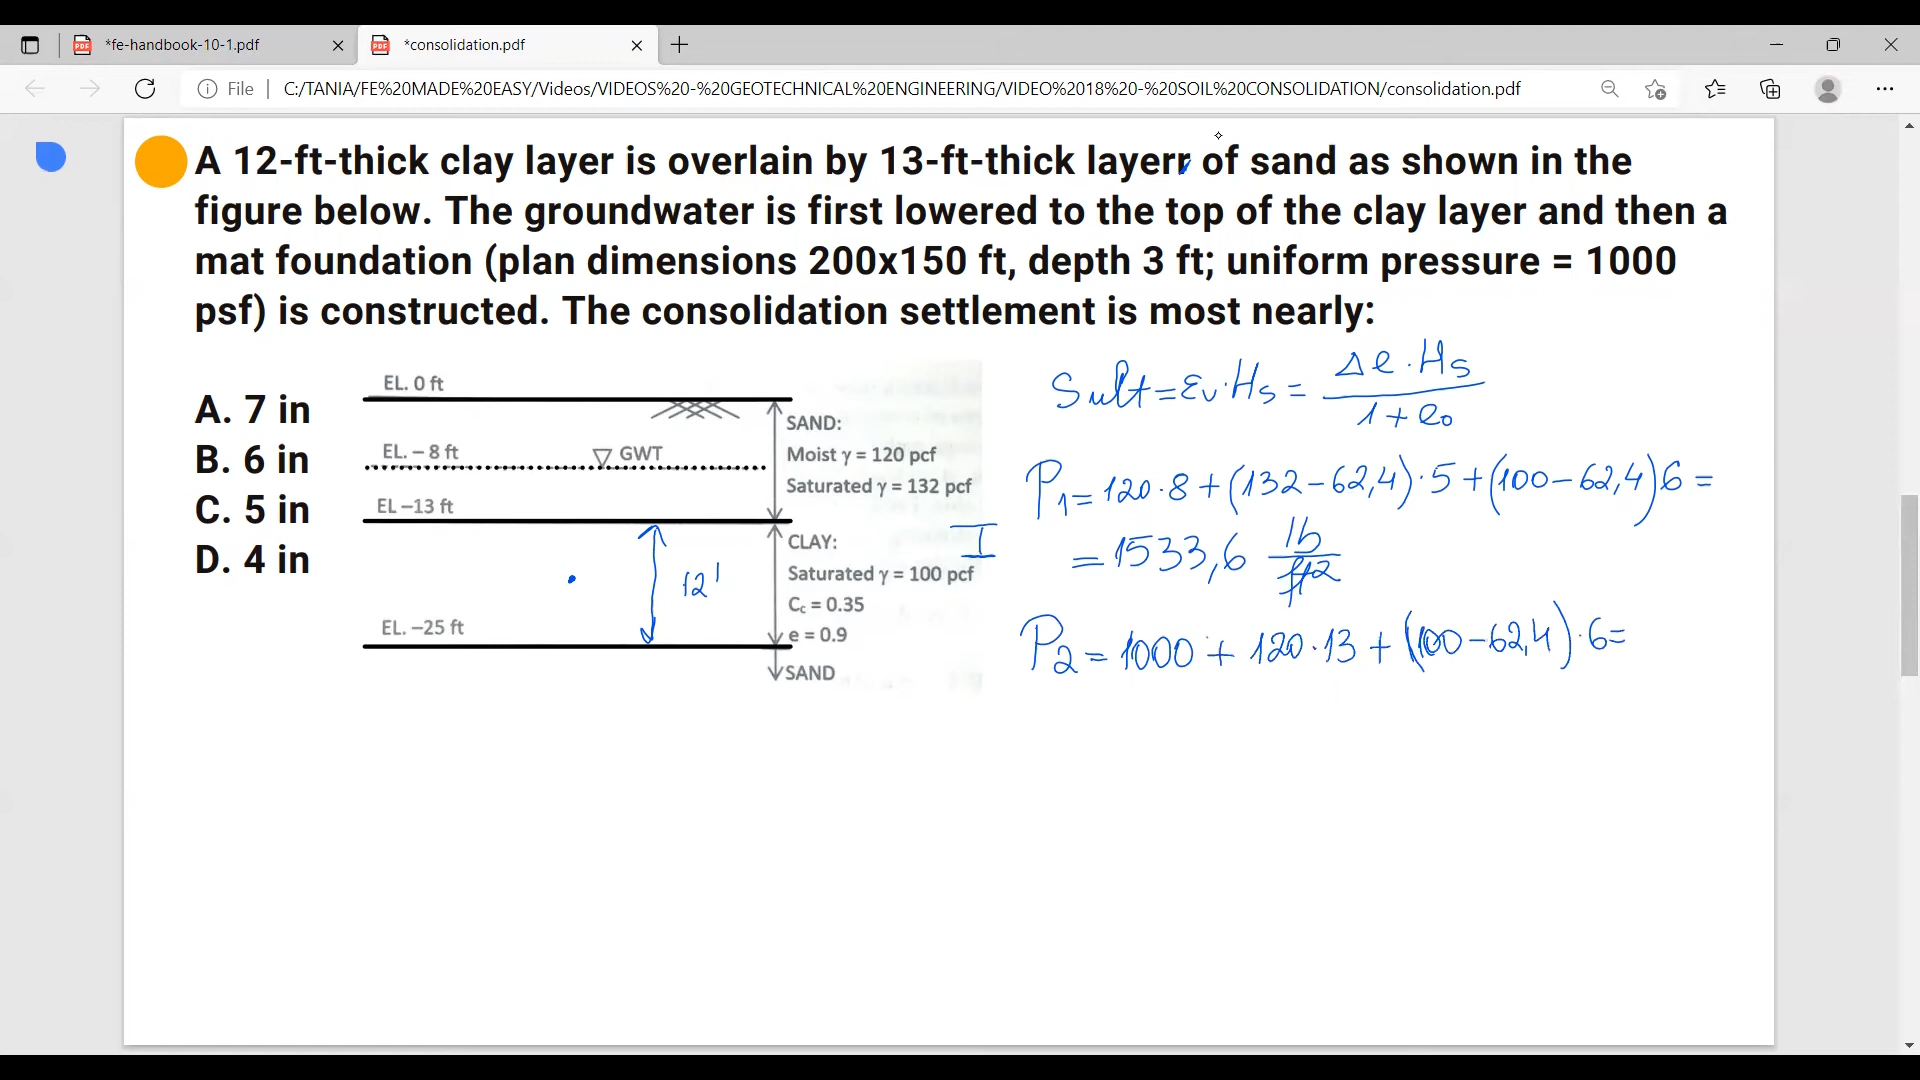 *fe-handbook-10-1.pdf
*consolidation.pdf
File
C:/TANIA/FE%20MADE%20EASY/Videos/VIDEOS%20-%20GEOTECHNICAL%20ENGINEERING/VIDEO%2018%20-%20SOIL%20CONSOLIDATION/consolidation.pdf
A 12-ft-thick clay layer is overlain by 13-ft-thick layerr of sand as shown in the
figure below. The groundwater is first lowered to the top of the clay layer and then a
mat foundation (plan dimensions 200x150 ft, depth 3 ft; uniform pressure = 1000
psf) is constructed. The consolidation settlement is most nearly:
A. 7 in
B. 6 in
C. 5 in
D. 4 in
EL. 0 ft
EL. – 8 ft
GWT
EL –13 ft
EL. –25 ft
12'
SAND:
Moist γ = 120 pcf
Saturated γ = 132 pcf
CLAY:
Saturated γ = 100 pcf
Cc = 0.35
e = 0.9
SAND
Sult = εv · Hs = Δe · Hs / 1 + e0
P1 = 120 · 8 + (132 – 62,4) · 5 + (100 – 62,4) 6 =
I
= 1533,6 lb/ft2
P2 = 1000 + 120 · 13 + (100 – 62,4) · 6 =